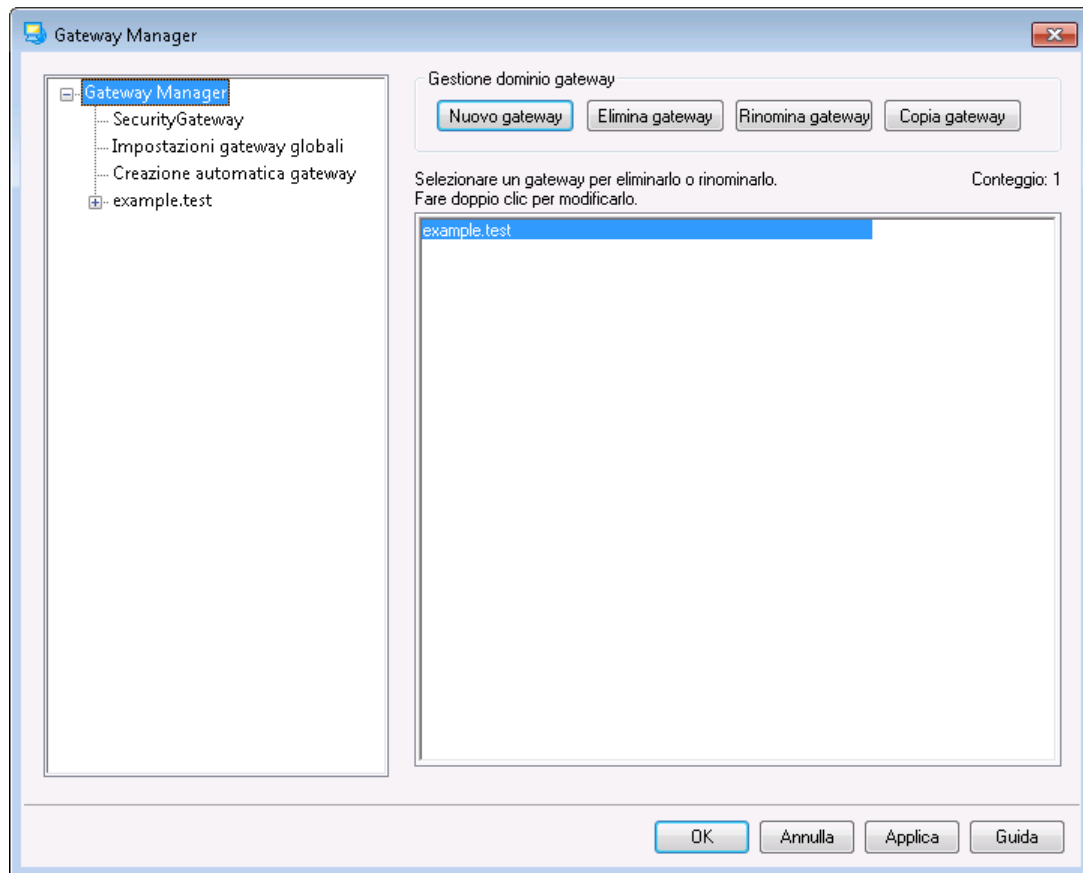 Gateway Manager
Gateway Manager
SecurityGateway
Impostazioni gateway globali
Creazione automatica gateway
example.test
Gestione dominio gateway
Nuovo gateway
Elimina gateway
Rinomina gateway
Copia gateway
Selezionare un gateway per eliminarlo o rinominarlo.
Conteggio: 1
Fare doppio clic per modificarlo.
example.test
OK
Annulla
Applica
Guida